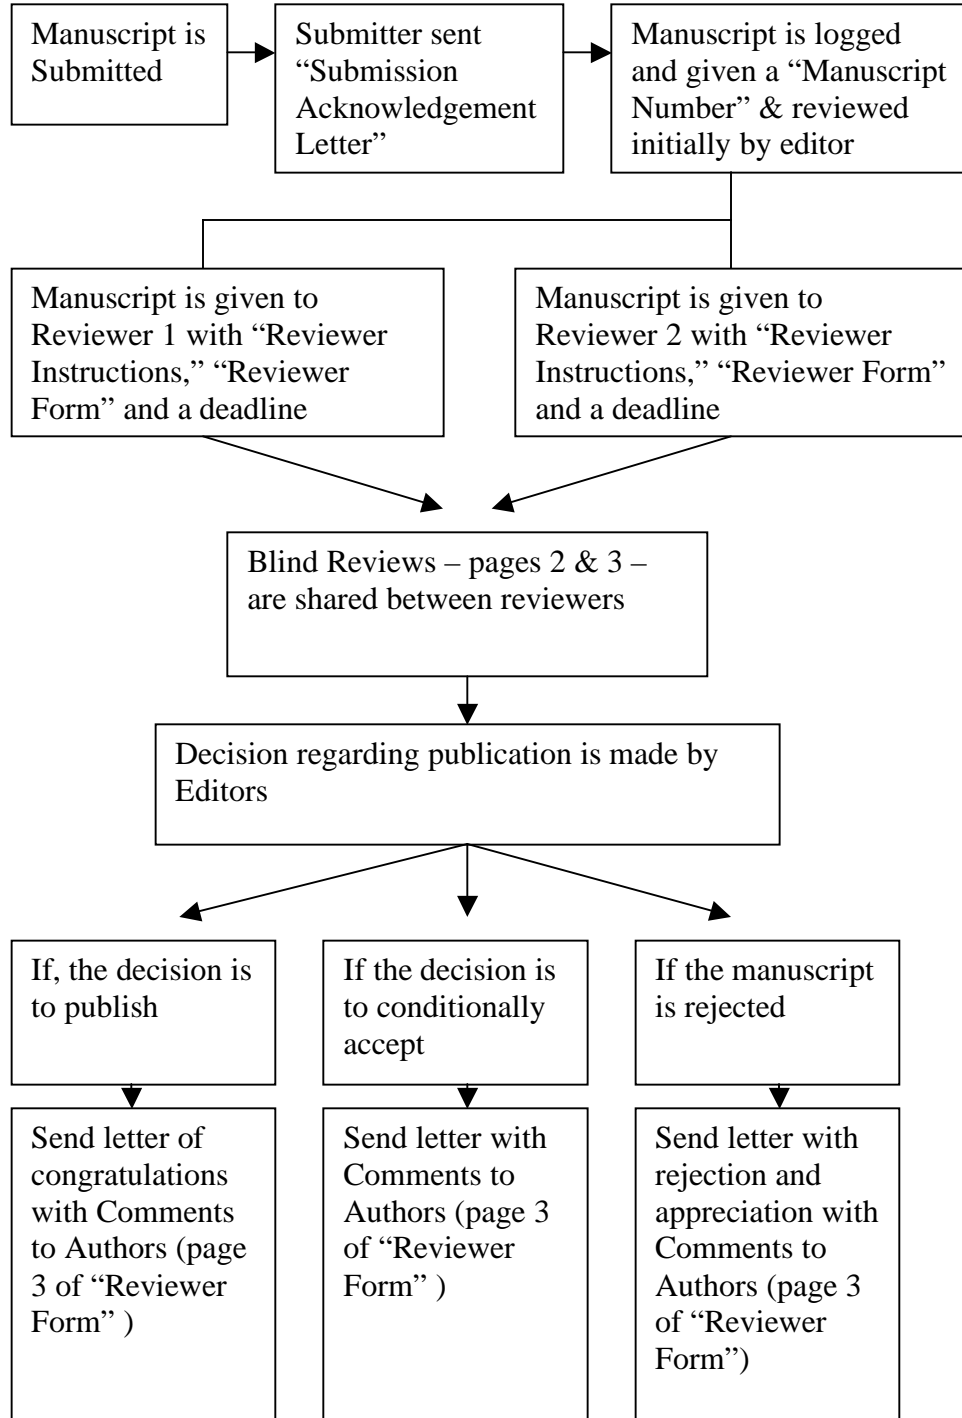 Manuscript is
Submitted
Submitter sent
“Submission
Acknowledgement
Letter”
Manuscript is logged
and given a “Manuscript
Number” & reviewed
initially by editor
Manuscript is given to
Reviewer 1 with “Reviewer
Instructions,” “Reviewer
Form” and a deadline
Manuscript is given to
Reviewer 2 with “Reviewer
Instructions,” “Reviewer Form”
and a deadline
Blind Reviews – pages 2 & 3 –
are shared between reviewers
Decision regarding publication is made by
Editors
If, the decision is
to publish
If the decision is
to conditionally
accept
If the manuscript
is rejected
Send letter of
congratulations
with Comments
to Authors (page
3 of “Reviewer
Form” )
Send letter with
Comments to
Authors (page 3
of “Reviewer
Form” )
Send letter with
rejection and
appreciation with
Comments to
Authors (page 3
of “Reviewer
Form”)